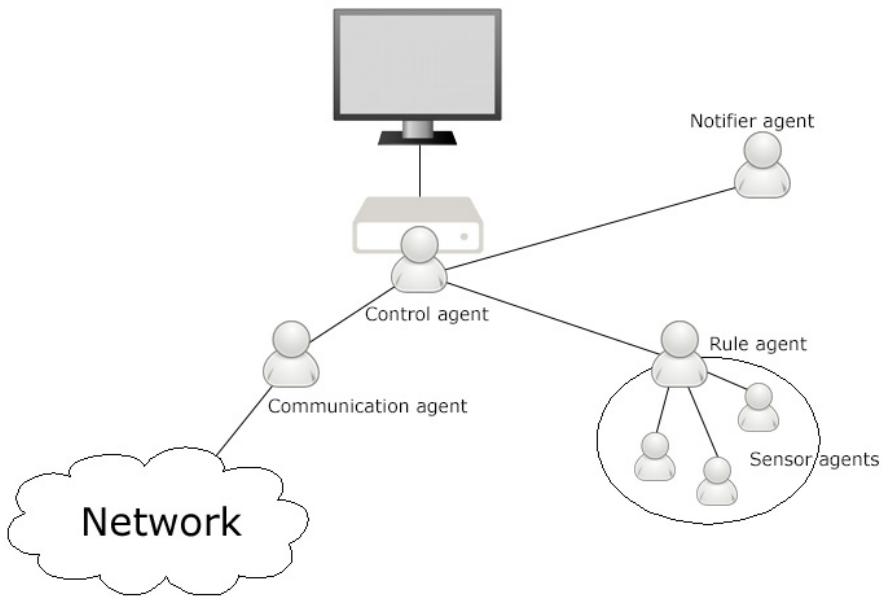 Notifier agent
Control agent
Rule agent
Communication agent
Sensor agents
Network